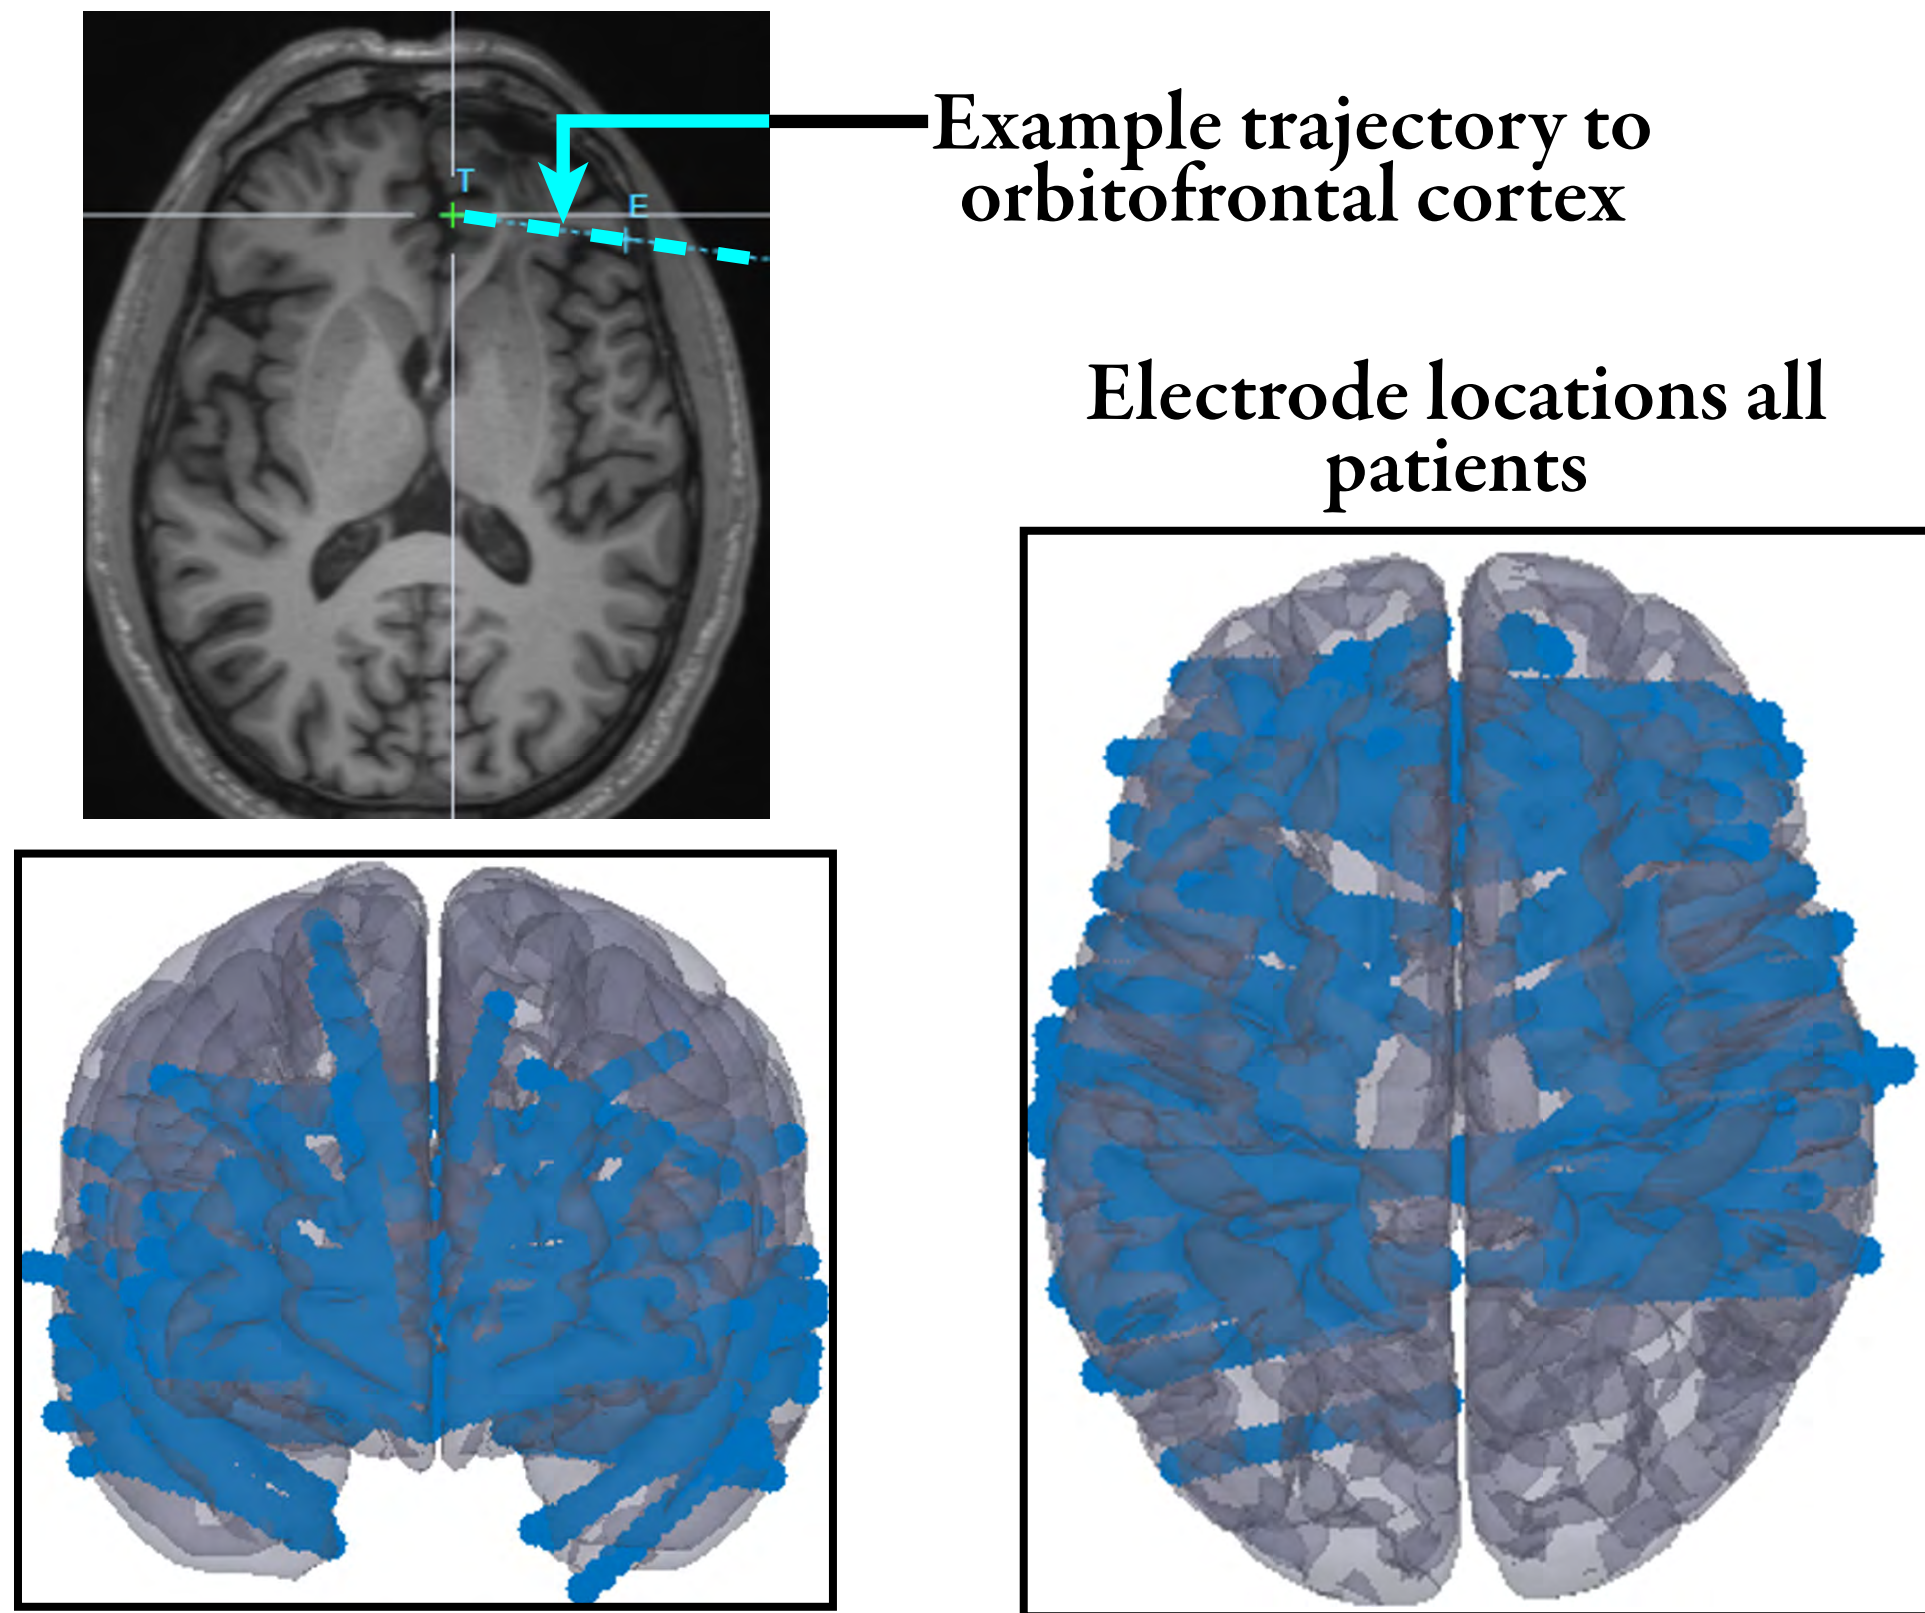 Example trajectory to
orbitofrontal cortex
T
E
Electrode locations all
patients